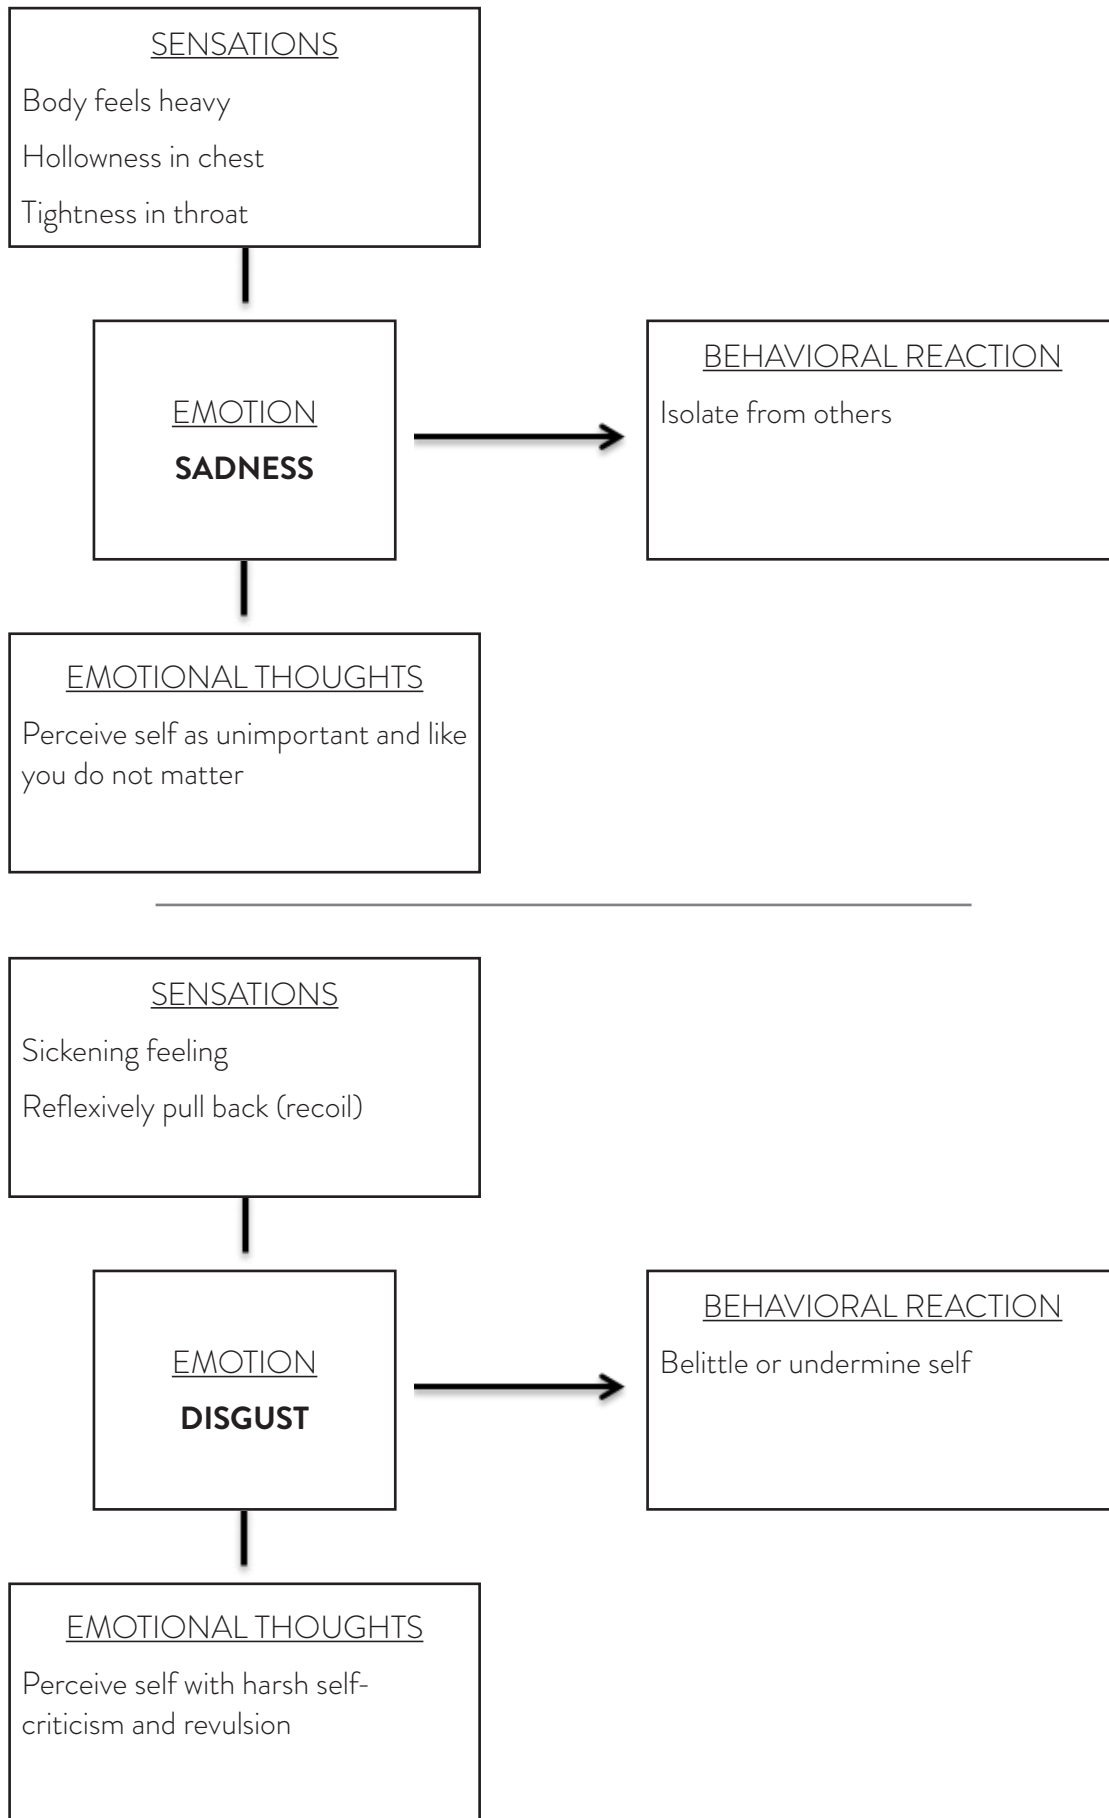 SENSATIONS
Body feels heavy
Hollowness in chest
Tightness in throat
EMOTION
SADNESS
BEHAVIORAL REACTION
Isolate from others
EMOTIONAL THOUGHTS
Perceive self as unimportant and like
you do not matter
SENSATIONS
Sickening feeling
Reflexively pull back (recoil)
EMOTION
DISGUST
BEHAVIORAL REACTION
Belittle or undermine self
EMOTIONAL THOUGHTS
Perceive self with harsh self-
criticism and revulsion